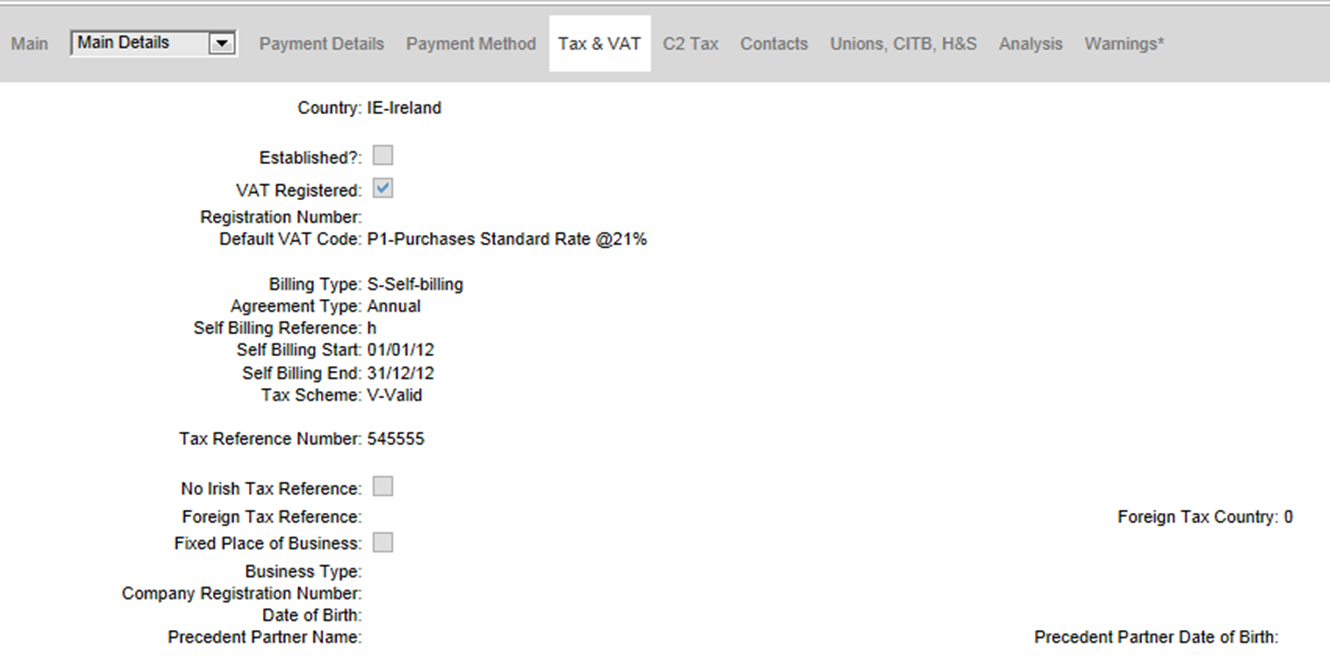 Main Main Details Payment Details Payment Method Tax & VAT C2 Tax Contacts Unions, CITB, H&S Analysis Warnings*
Country: IE-Ireland
Established?:
VAT Registered:
Registration Number:
Default VAT Code: P1-Purchases Standard Rate @21%
Billing Type: S-Self-billing
Agreement Type: Annual
Self Billing Reference: h
Self Billing Start: 01/01/12
Self Billing End: 31/12/12
Tax Scheme: V-Valid
Tax Reference Number: 545555
No Irish Tax Reference:
Foreign Tax Reference: Foreign Tax Country: 0
Fixed Place of Business:
Business Type:
Company Registration Number:
Date of Birth:
Precedent Partner Name: Precedent Partner Date of Birth: